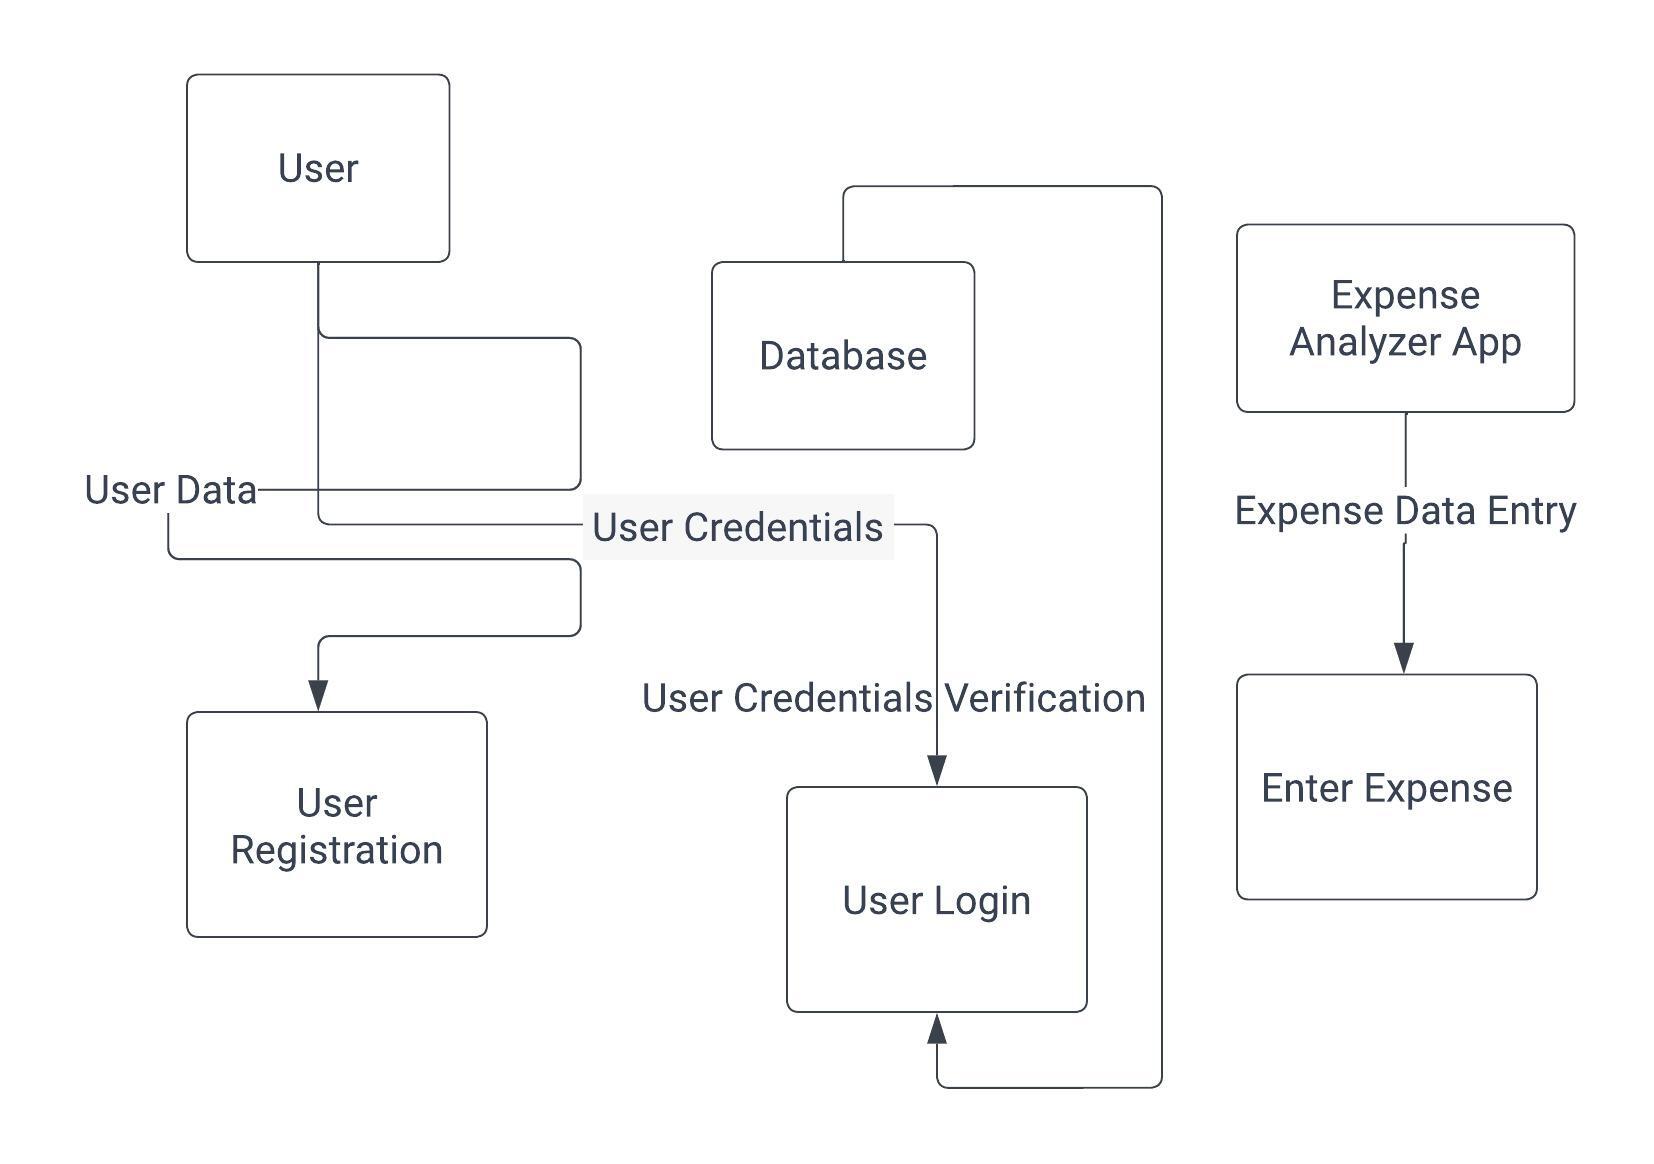 User
Database
Expense
Analyzer App
User Data
User Credentials
Expense Data Entry
User Credentials Verification
User
Registration
User Login
Enter Expense